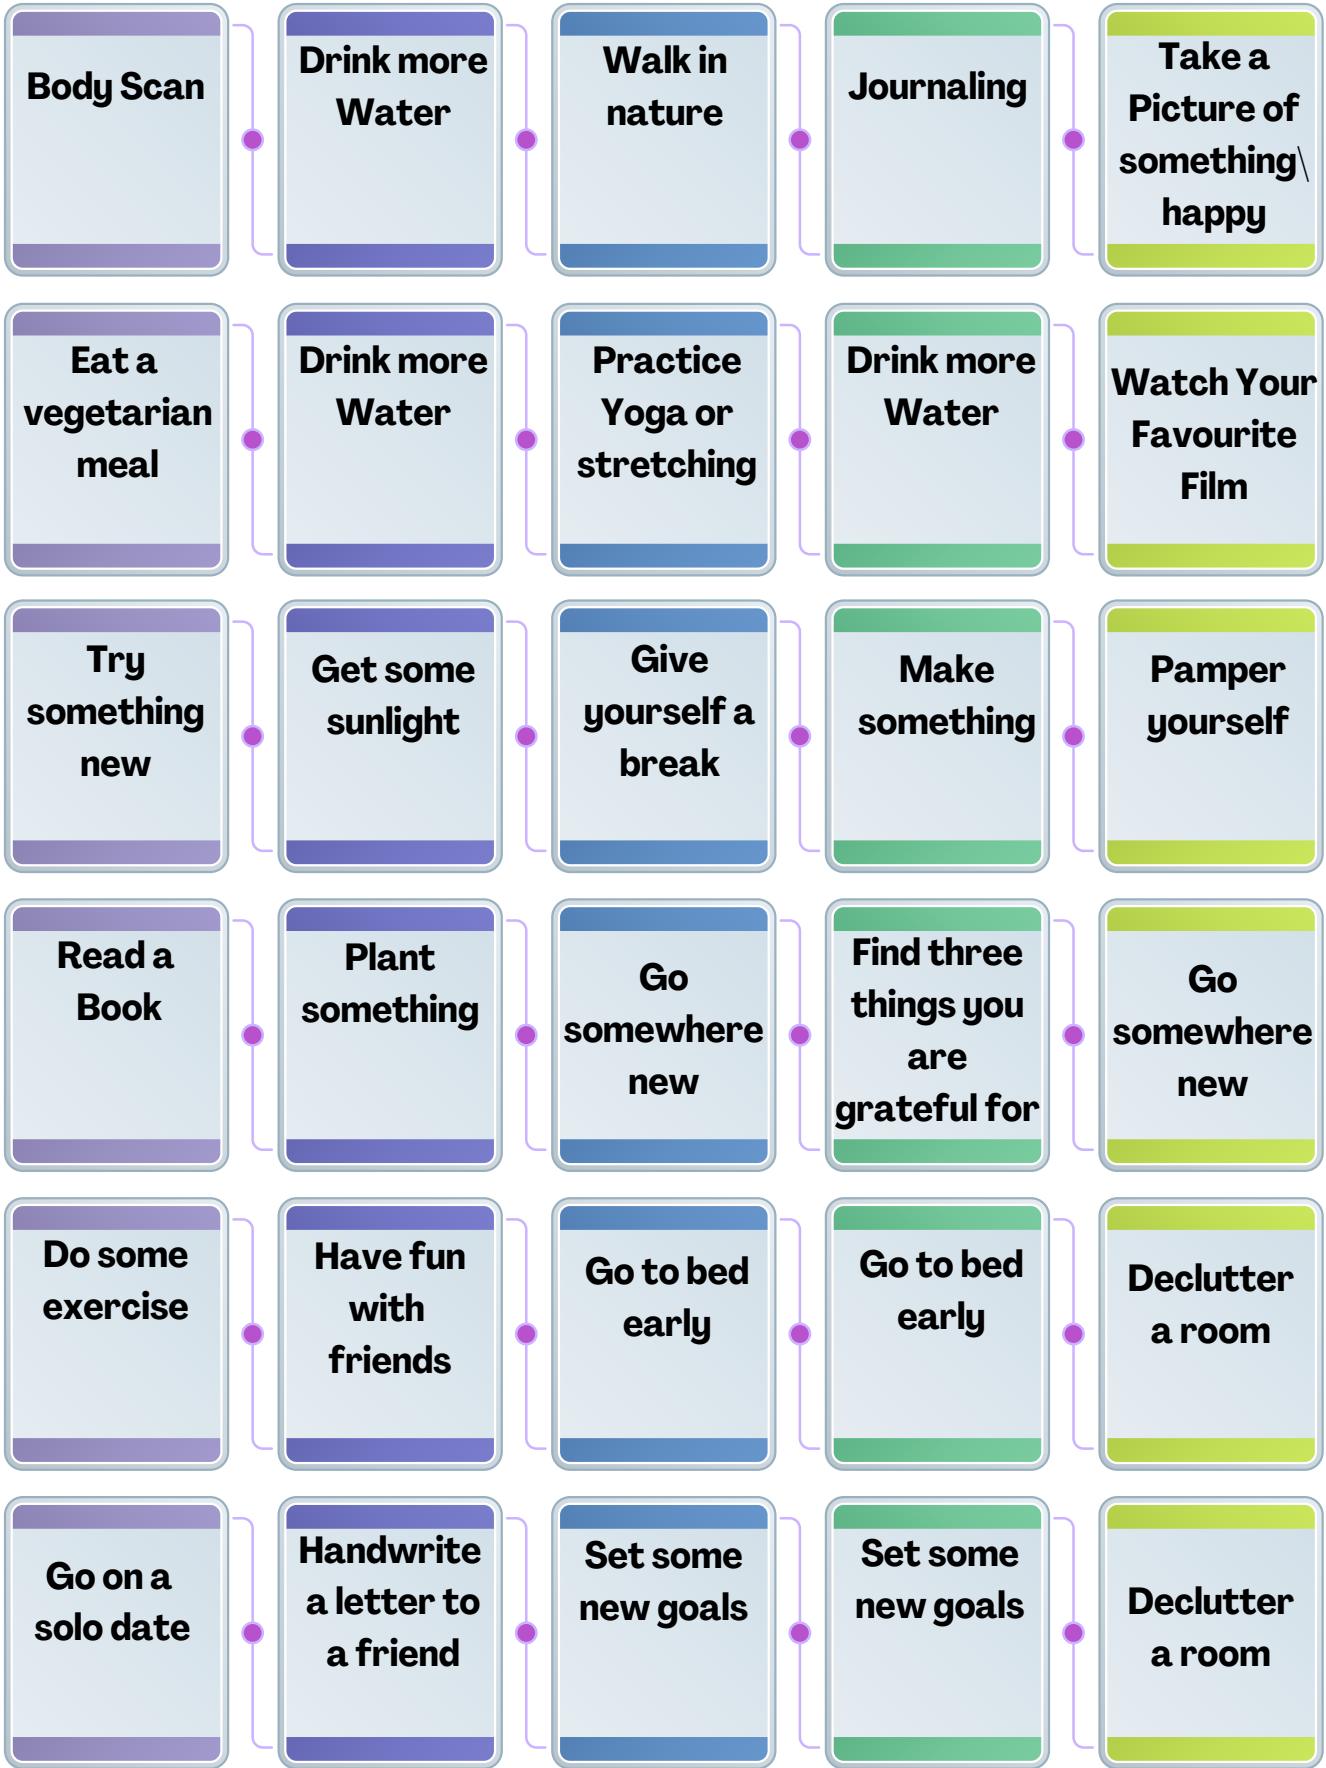 Body Scan
Drink more
Water
Walk in
nature
Journaling
Take a
Picture of
something\
happy
Eat a
vegetarian
meal
Drink more
Water
Practice
Yoga or
stretching
Drink more
Water
Watch Your
Favourite
Film
Try
something
new
Get some
sunlight
Give
yourself a
break
Make
something
Pamper
yourself
Read a
Book
Plant
something
Go
somewhere
new
Find three
things you
are
grateful for
Go
somewhere
new
Do some
exercise
Have fun
with
friends
Go to bed
early
Go to bed
early
Declutter
a room
Go on a
solo date
Handwrite
a letter to
a friend
Set some
new goals
Set some
new goals
Declutter
a room